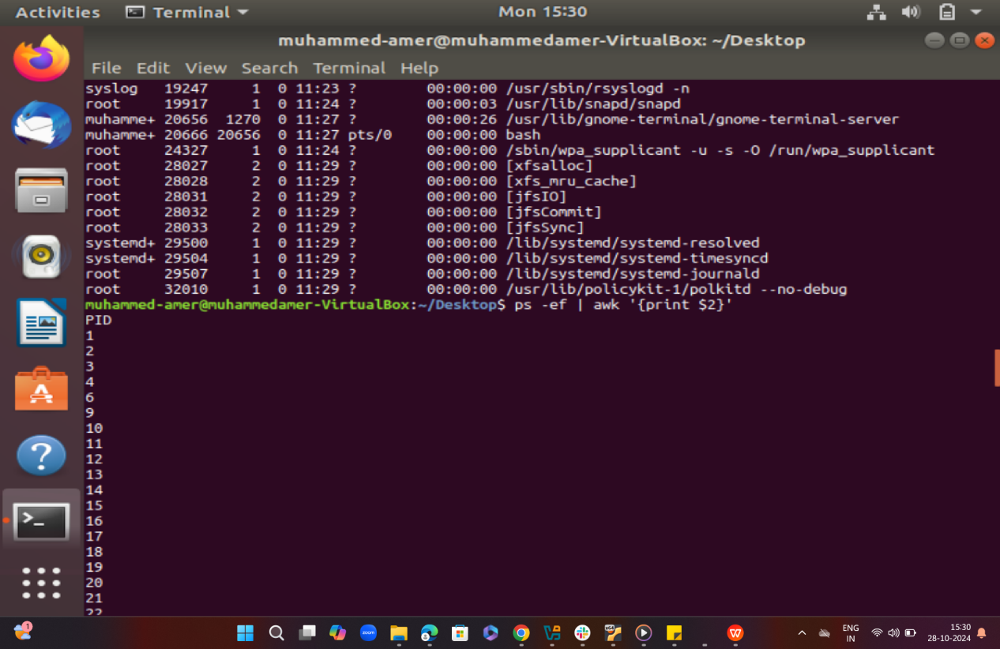 Activities Terminal Mon 15:30
muhammed-amer@muhammedamer-VirtualBox: ~/Desktop
File Edit View Search Terminal Help
syslog   19247     1  0 11:23 ?        00:00:00 /usr/sbin/rsyslogd -n
root     19917     1  0 11:24 ?        00:00:03 /usr/lib/snapd/snapd
muhamme+ 20656  1270  0 11:27 ?        00:00:26 /usr/lib/gnome-terminal/gnome-terminal-server
muhamme+ 20666 20656  0 11:27 pts/0    00:00:00 bash
root     24327     1  0 11:24 ?        00:00:00 /sbin/wpa_supplicant -u -s -O /run/wpa_supplicant
root     28027     2  0 11:29 ?        00:00:00 [xfsalloc]
root     28028     2  0 11:29 ?        00:00:00 [xfs_mru_cache]
root     28031     2  0 11:29 ?        00:00:00 [jfsIO]
root     28032     2  0 11:29 ?        00:00:00 [jfsCommit]
root     28033     2  0 11:29 ?        00:00:00 [jfsSync]
systemd+ 29500     1  0 11:29 ?        00:00:00 /lib/systemd/systemd-resolved
systemd+ 29504     1  0 11:29 ?        00:00:00 /lib/systemd/systemd-timesyncd
root     29507     1  0 11:29 ?        00:00:00 /lib/systemd/systemd-journald
root     32010     1  0 11:29 ?        00:00:00 /usr/lib/policykit-1/polkitd --no-debug
muhammed-amer@muhammedamer-VirtualBox:~/Desktop$ ps -ef | awk '{print $2}'
PID
1
2
3
4
6
9
10
11
12
13
14
15
16
17
18
19
20
21
22
1
zoom
ENG
IN
15:30
28-10-2024